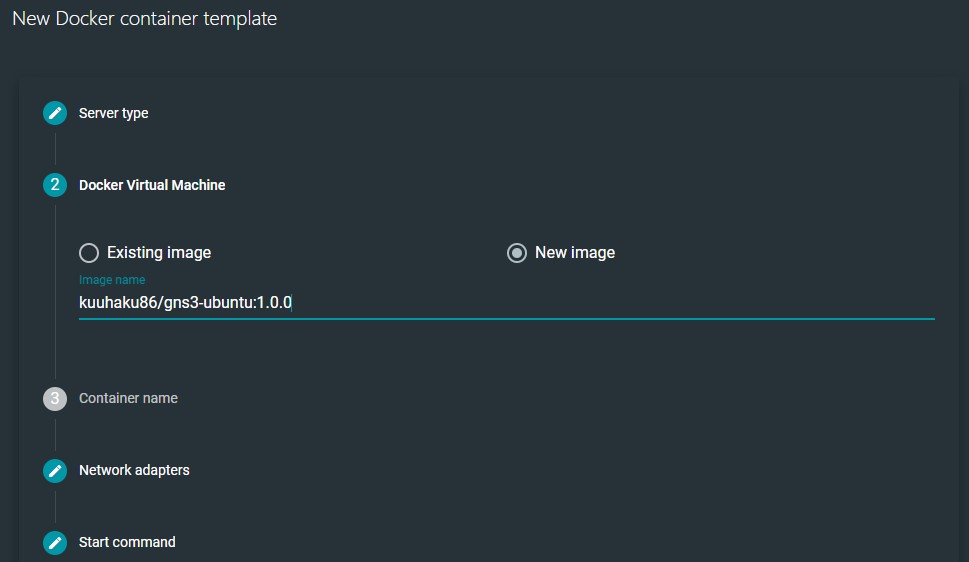 New Docker container template
Server type
2 Docker Virtual Machine
Existing image New image
Image name
kuuhaku86/gns3-ubuntu:1.0.0
3 Container name
Network adapters
Start command